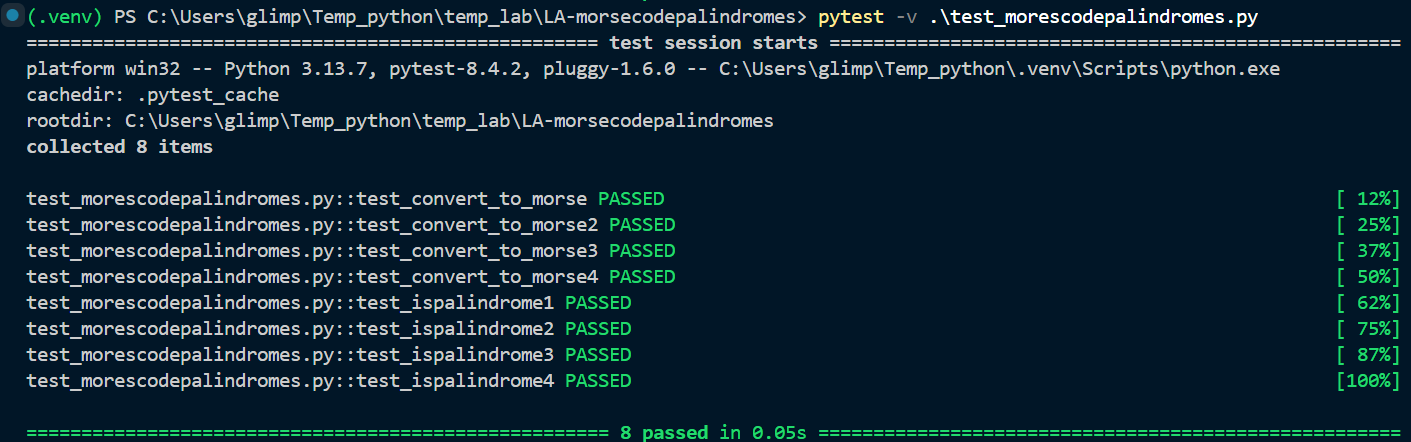 (.venv) PS C:\Users\glimp\Temp_python\temp_lab\LA-morsecodepalindromes> pytest -v .\test_morescodepalindromes.py
==================================================== test session starts ====================================================
platform win32 -- Python 3.13.7, pytest-8.4.2, pluggy-1.6.0 -- C:\Users\glimp\Temp_python\.venv\Scripts\python.exe
cachedir: .pytest_cache
rootdir: C:\Users\glimp\Temp_python\temp_lab\LA-morsecodepalindromes
collected 8 items
test_morescodepalindromes.py::test_convert_to_morse PASSED [ 12%]
test_morescodepalindromes.py::test_convert_to_morse2 PASSED [ 25%]
test_morescodepalindromes.py::test_convert_to_morse3 PASSED [ 37%]
test_morescodepalindromes.py::test_convert_to_morse4 PASSED [ 50%]
test_morescodepalindromes.py::test_ispalindrome1 PASSED [ 62%]
test_morescodepalindromes.py::test_ispalindrome2 PASSED [ 75%]
test_morescodepalindromes.py::test_ispalindrome3 PASSED [ 87%]
test_morescodepalindromes.py::test_ispalindrome4 PASSED [100%]
===================================================== 8 passed in 0.05s =====================================================